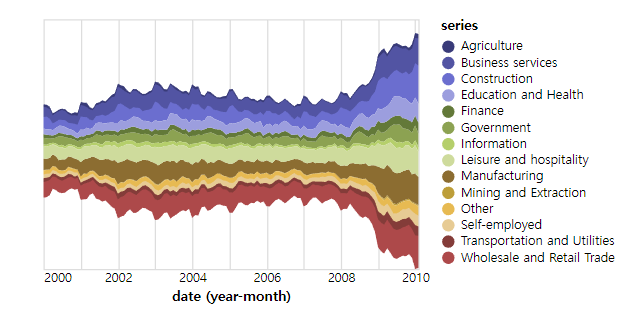 series
Agriculture
Business services
Construction
Education and Health
Finance
Government
Information
Leisure and hospitality
Manufacturing
Mining and Extraction
Other
Self-employed
Transportation and Utilities
Wholesale and Retail Trade
2000 2002 2004 2006 2008 2010
date (year-month)